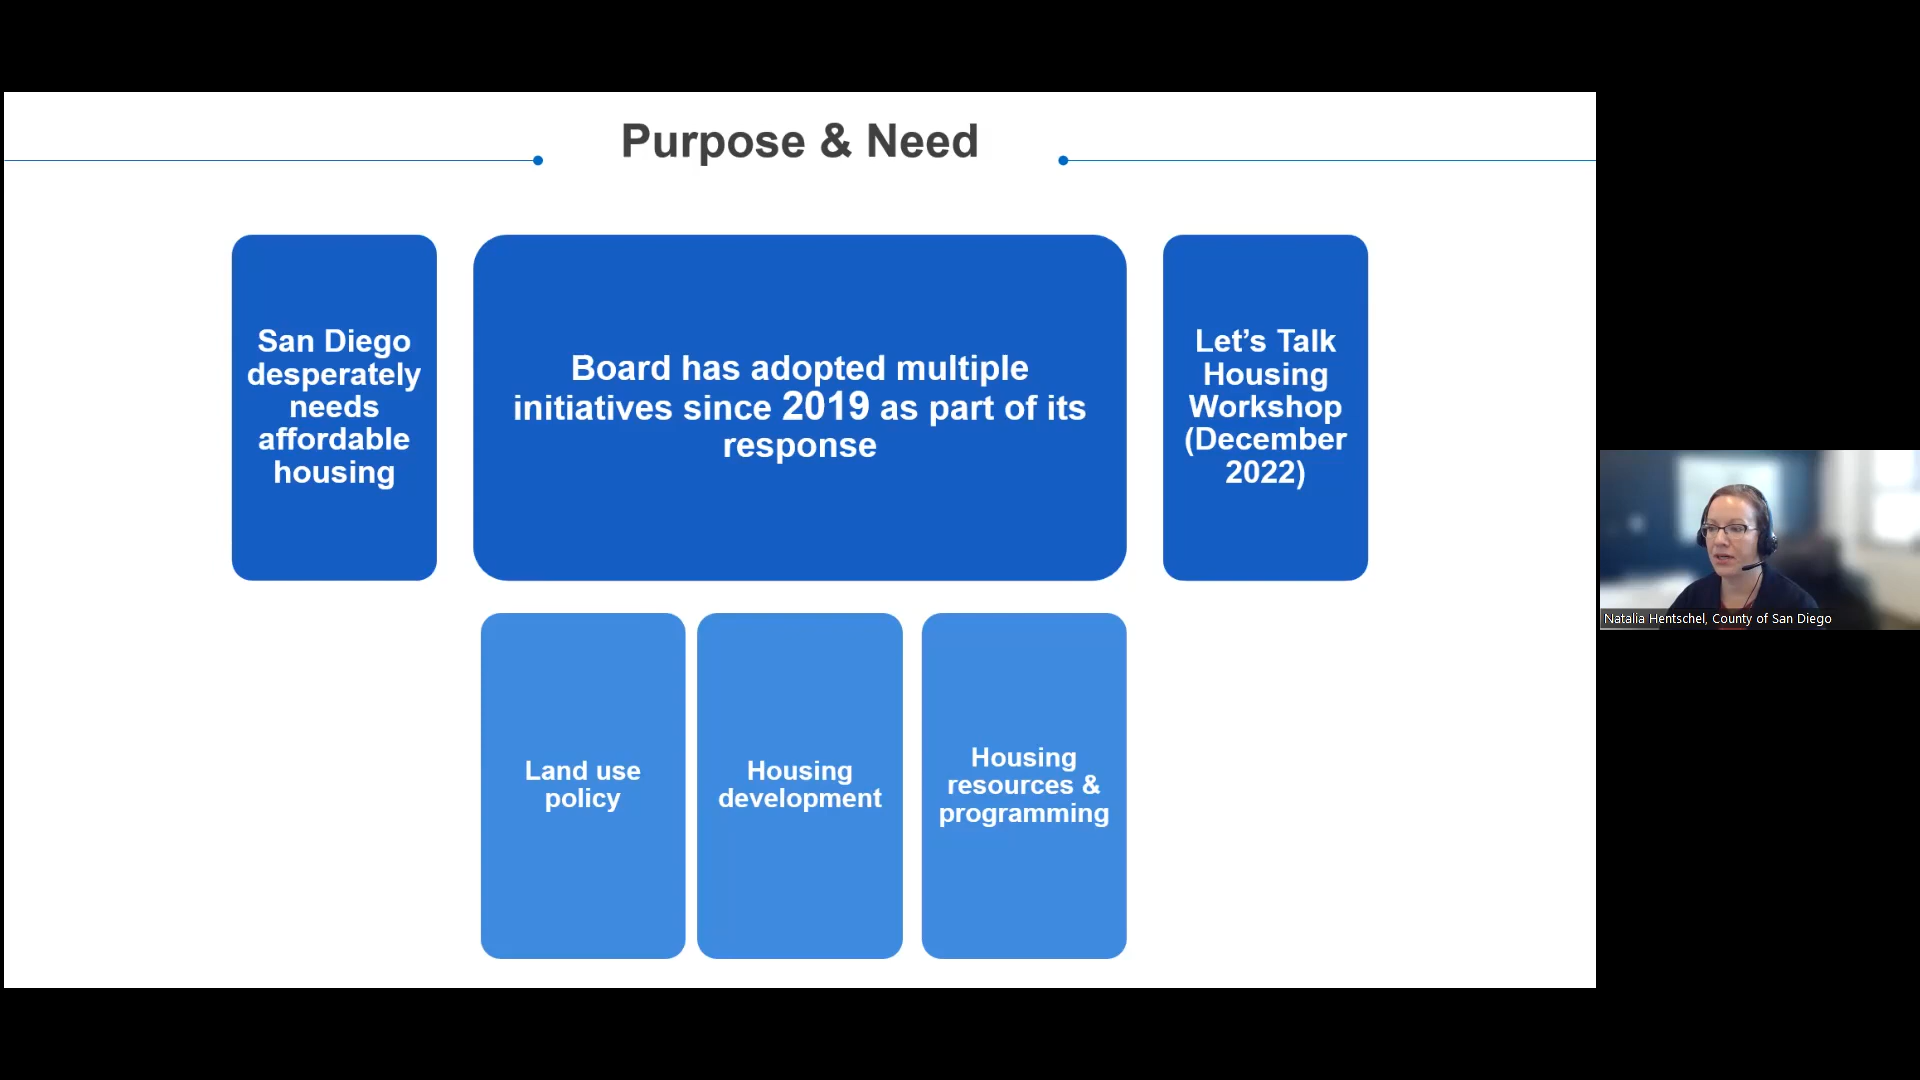 Purpose & Need
San Diego
desperately
needs
affordable
housing
Board has adopted multiple
initiatives since 2019 as part of its
response
Let’s Talk
Housing
Workshop
(December
2022)
Land use
policy
Housing
development
Housing
resources &
programming
Natalia Hentschel, County of San Diego